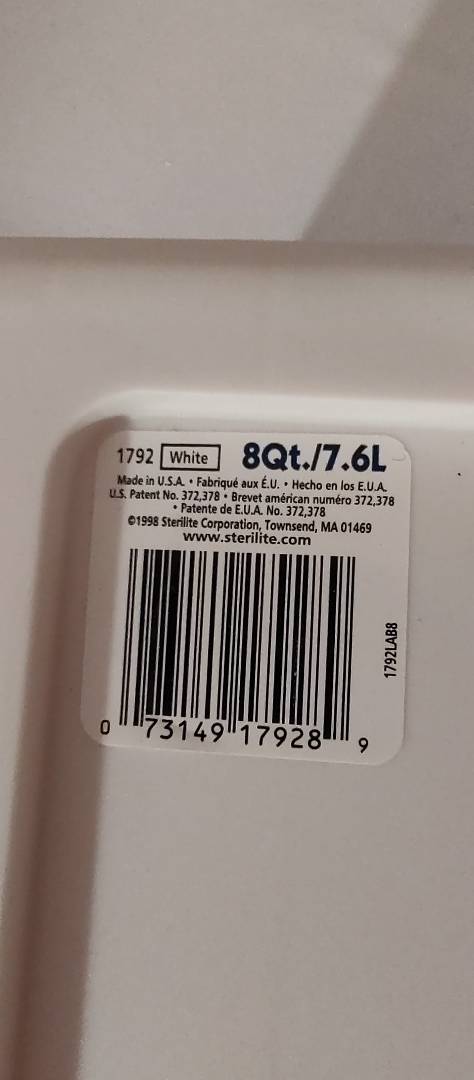 1792 White 8Qt./7.6L
Made in U.S.A. • Fabriqué aux É.U. • Hecho en los E.U.A.
U.S. Patent No. 372,378 • Brevet américan numéro 372,378
• Patente de E.U.A. No. 372,378
©1998 Sterilite Corporation, Townsend, MA 01469
www.sterilite.com
1792LAB8
0 73149 17928 9